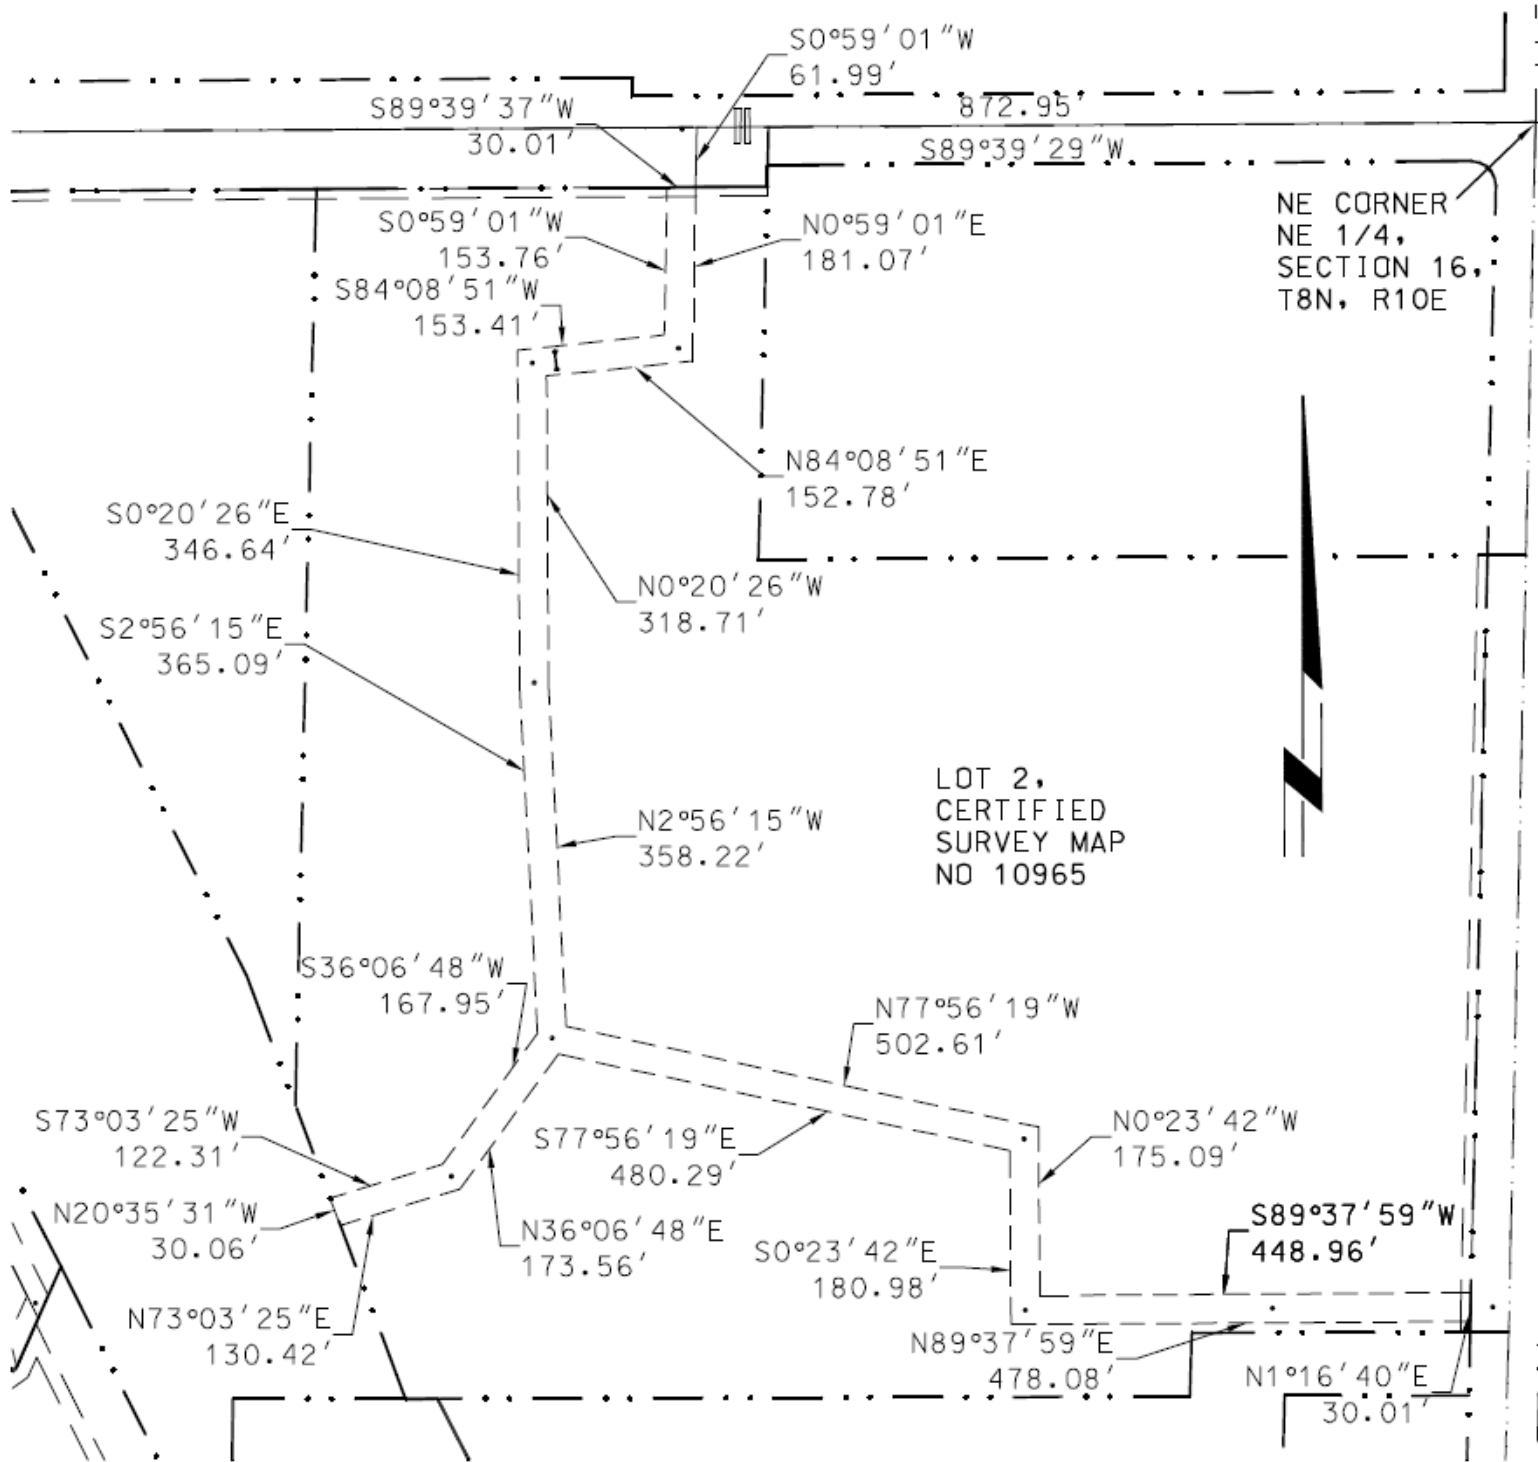 S0°59'01"W
61.99'
S89°39'37"W
30.01'
872.95'
S89°39'29"W
NE CORNER
NE 1/4,
SECTION 16,
T8N, R10E
S0°59'01"W
153.76'
N0°59'01"E
181.07'
S84°08'51"W
153.41'
N84°08'51"E
152.78'
S0°20'26"E
346.64'
N0°20'26"W
318.71'
S2°56'15"E
365.09'
N2°56'15"W
358.22'
LOT 2,
CERTIFIED
SURVEY MAP
NO 10965
S36°06'48"W
167.95'
N77°56'19"W
502.61'
S73°03'25"W
122.31'
S77°56'19"E
480.29'
N0°23'42"W
175.09'
N20°35'31"W
30.06'
N36°06'48"E
173.56'
S0°23'42"E
180.98'
S89°37'59"W
448.96'
N73°03'25"E
130.42'
N89°37'59"E
478.08'
N1°16'40"E
30.01'